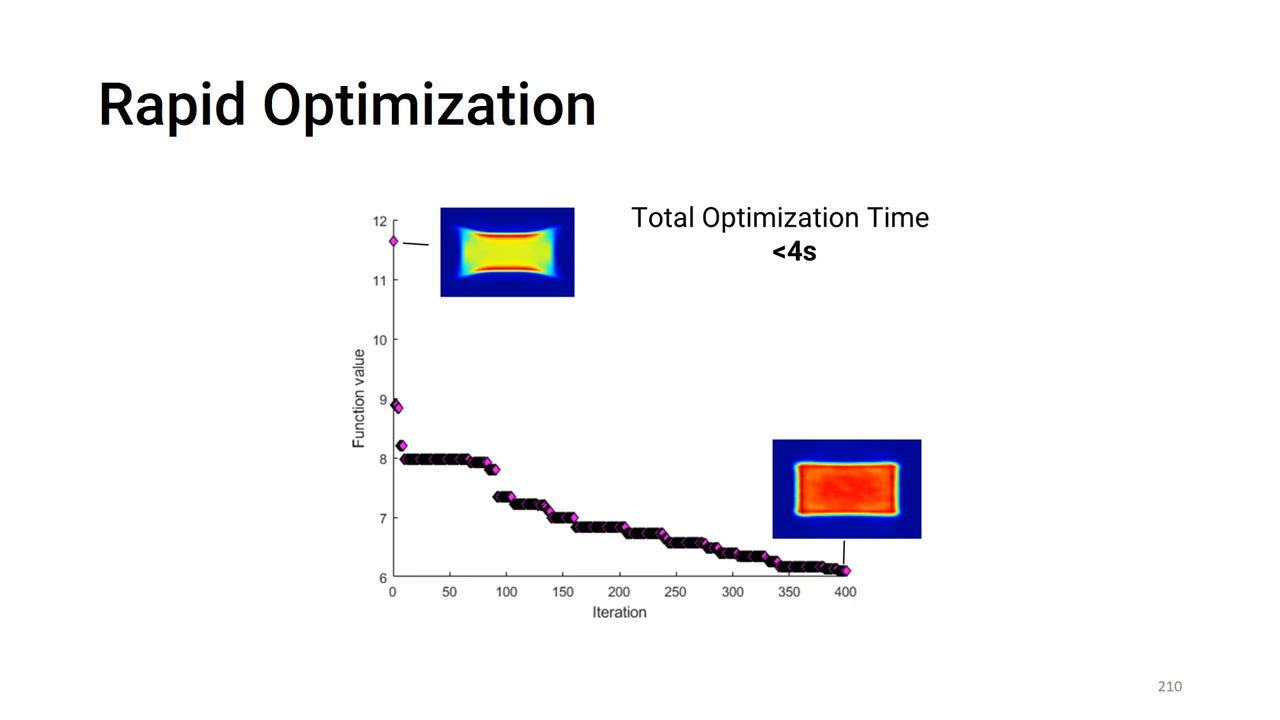 Rapid Optimization
Total Optimization Time
<4s
12
11
10
9
8
7
6
Function value
0 50 100 150 200 250 300 350 400
Iteration
210